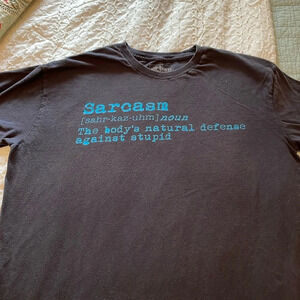 Sarcasm
[sahr-kaz-uhm]noun
The body's natural defense
against stupid